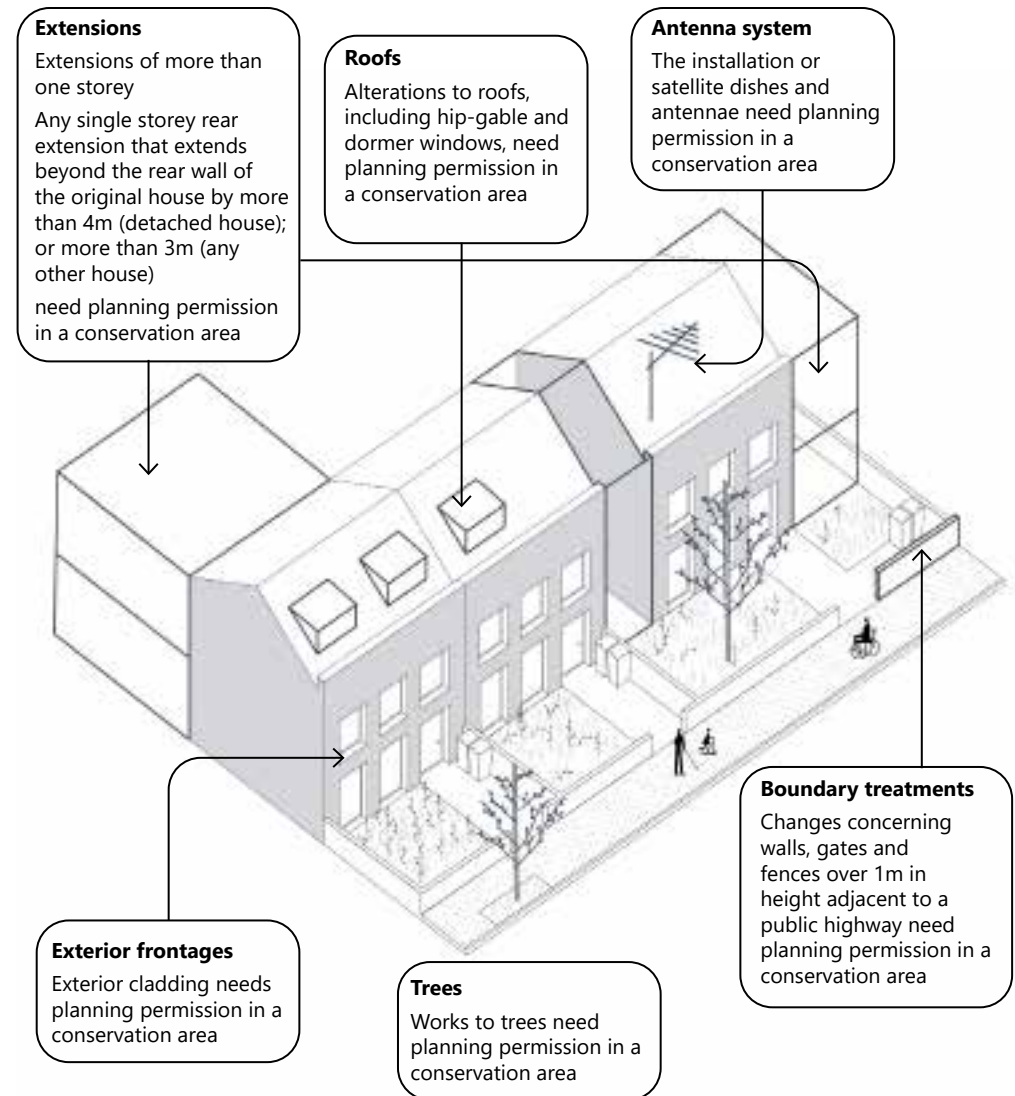 Extensions
Extensions of more than
one storey
Any single storey rear
extension that extends
beyond the rear wall of
the original house by more
than 4m (detached house);
or more than 3m (any
other house)
need planning permission
in a conservation area
Roofs
Alterations to roofs,
including hip-gable and
dormer windows, need
planning permission in
a conservation area
Antenna system
The installation or
satellite dishes and
antennae need planning
permission in a
conservation area
Exterior frontages
Exterior cladding needs
planning permission in a
conservation area
Trees
Works to trees need
planning permission in a
conservation area
Boundary treatments
Changes concerning
walls, gates and
fences over 1m in
height adjacent to a
public highway need
planning permission in a
conservation area